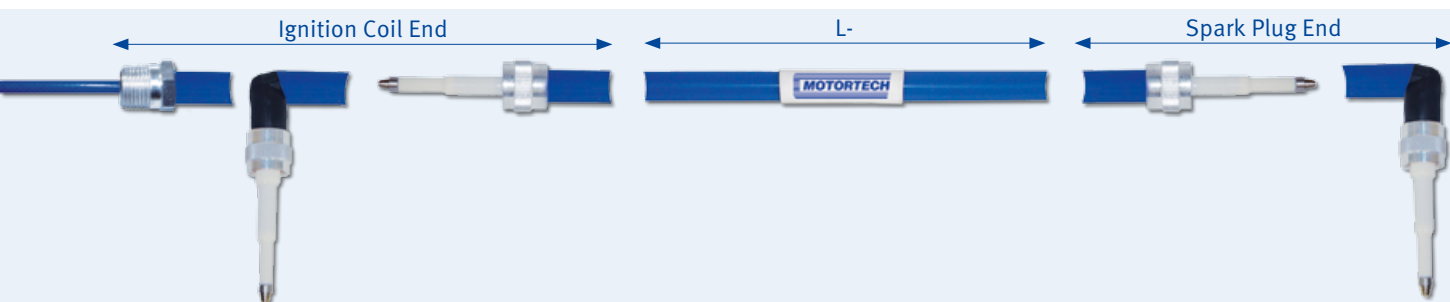 Ignition Coil End
L-
Spark Plug End
MOTORTECH